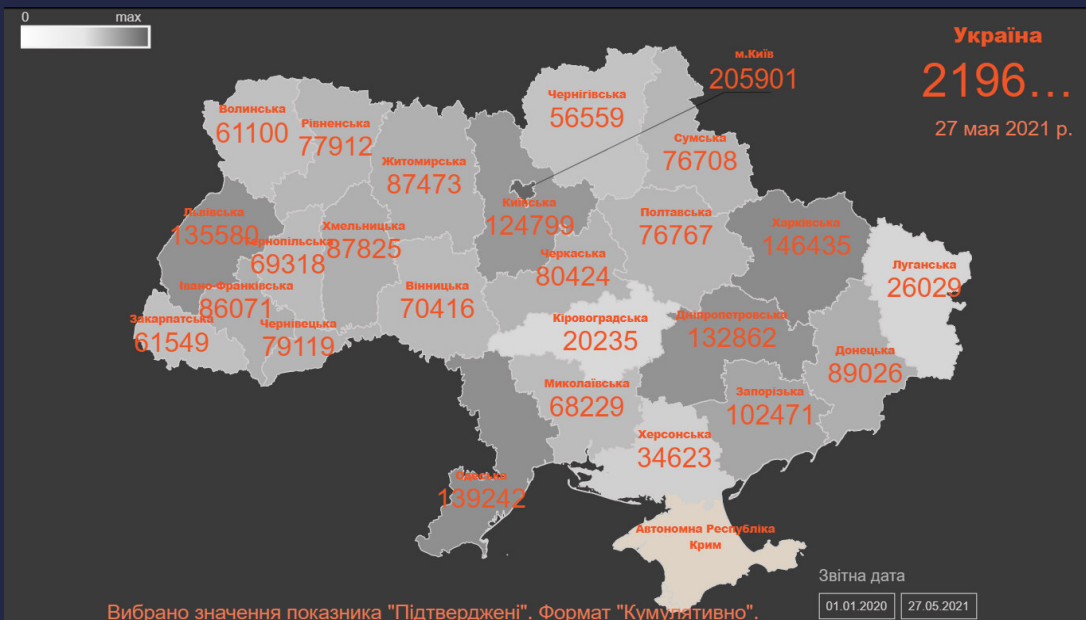 0 max
Україна
2196...
27 мая 2021 р.
м.Київ
205901
Чернігівська
56559
Волинська
61100
Рівненська
77912
Сумська
76708
Житомирська
87473
Київська
124799
Львівська
135580
Тернопільська
69318
Хмельницька
87825
Полтавська
76767
Харківська
146435
Черкаська
80424
Луганська
26029
Івано-Франківська
86071
Вінницька
70416
Закарпатська
61549
Чернівецька
79119
Кіровоградська
20235
Дніпропетровська
132862
Донецька
89026
Миколаївська
68229
Запорізька
102471
Херсонська
34623
Одеська
139242
Автономна Республіка
Крим
Звітна дата
01.01.2020 27.05.2021
Вибрано значення показника "Підтверджені". Формат "Кумулятивно".